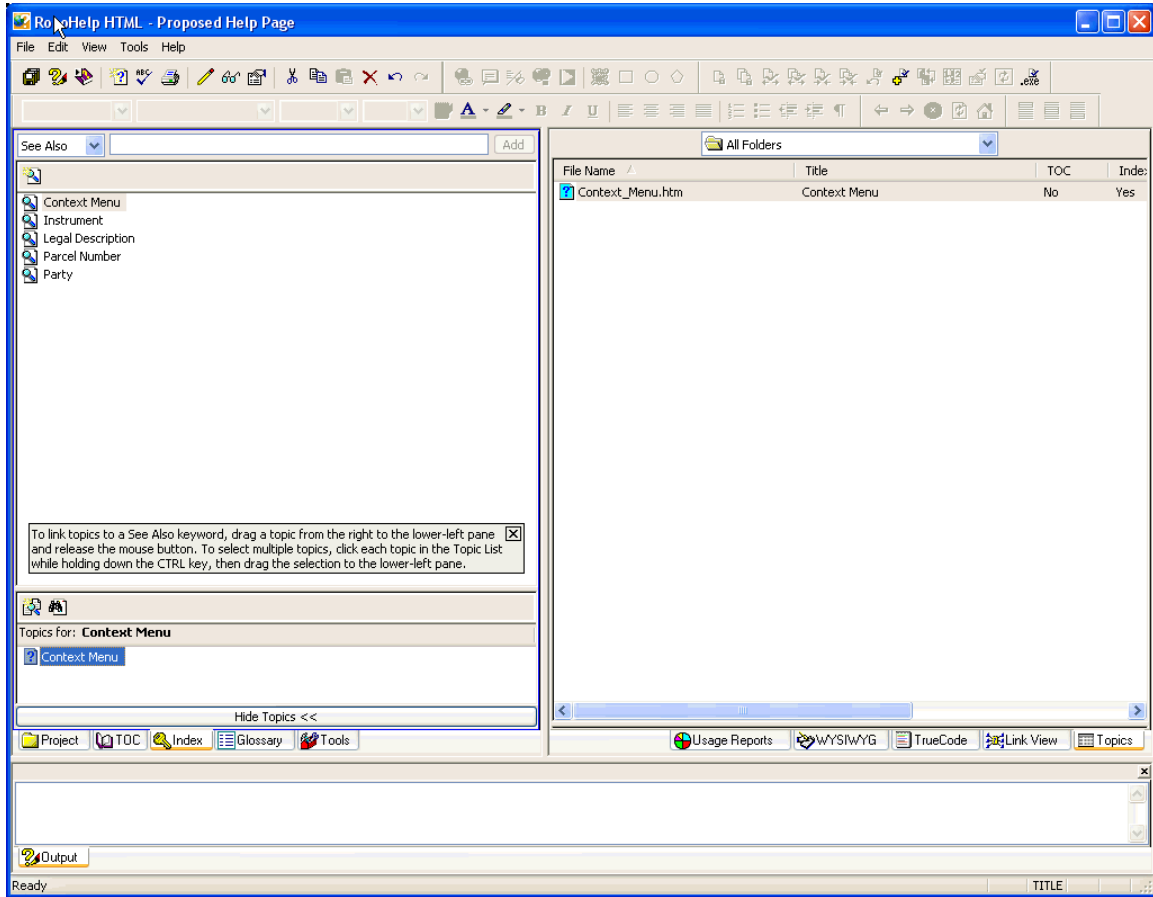 RoboHelp HTML - Proposed Help Page
File Edit View Tools Help
ABC
.exe
A B I U ¶
See Also Add
All Folders
File Name Title TOC Index
Context_Menu.htm Context Menu No Yes
Context Menu
Instrument
Legal Description
Parcel Number
Party
To link topics to a See Also keyword, drag a topic from the right to the lower-left pane
and release the mouse button. To select multiple topics, click each topic in the Topic List
while holding down the CTRL key, then drag the selection to the lower-left pane.
Topics for: Context Menu
Context Menu
Hide Topics <<
Project TOC Index Glossary Tools
Usage Reports WYSIWYG TrueCode Link View Topics
Output
Ready TITLE